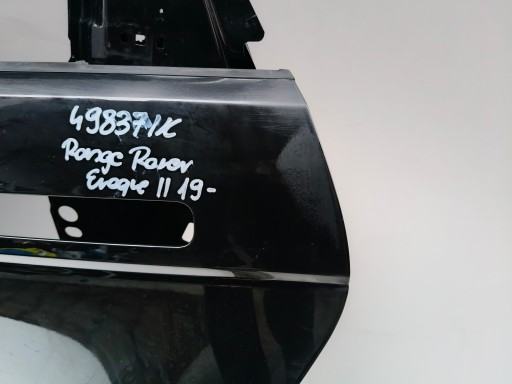 49837/K
Range Rover
Evoque II 19-